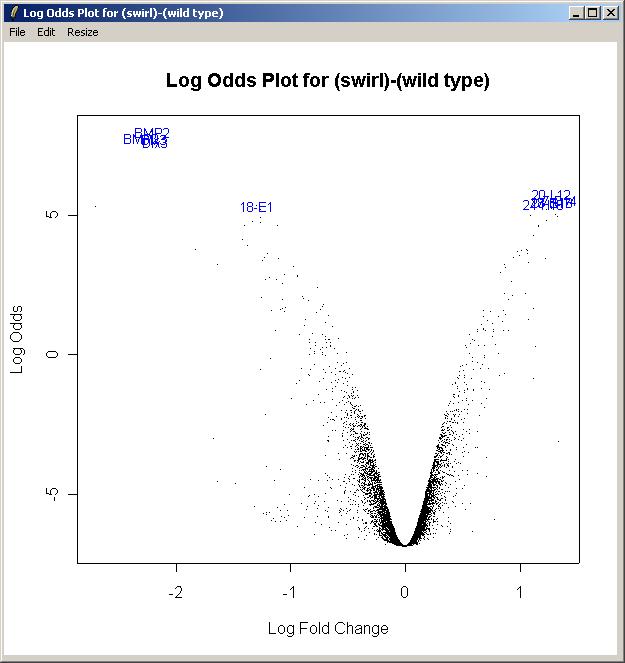 Log Odds Plot for (swirl)-(wild type)
File Edit Resize
Log Odds Plot for (swirl)-(wild type)
BMP2
Dlx3
20-L12
18-E1
5
0
-5
Log Odds
-2 -1 0 1
Log Fold Change